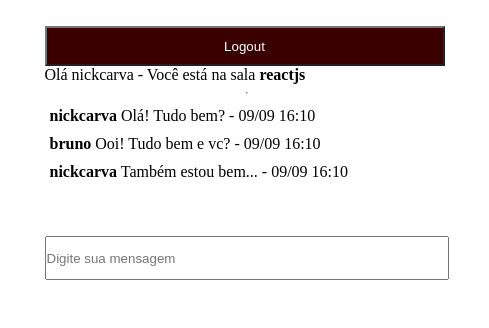 Logout
Olá nickcarva - Você está na sala reactjs
nickcarva Olá! Tudo bem? - 09/09 16:10
bruno Ooi! Tudo bem e vc? - 09/09 16:10
nickcarva Também estou bem... - 09/09 16:10
Digite sua mensagem